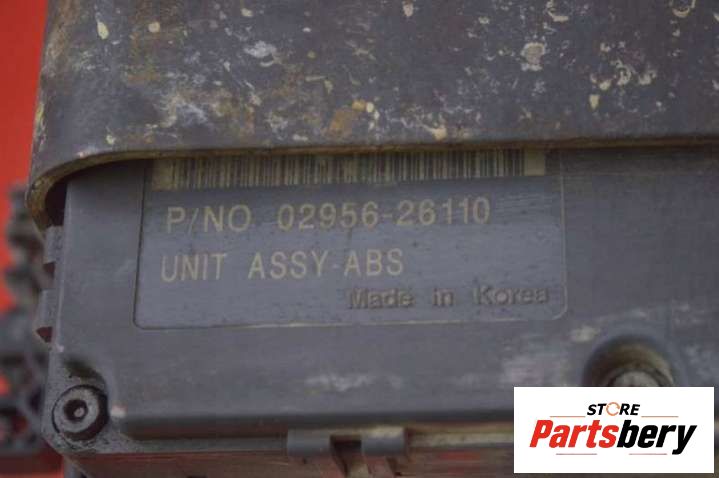 P/NO 02956-26110
UNIT ASSY-ABS
Made in Korea
STORE
Partsbery